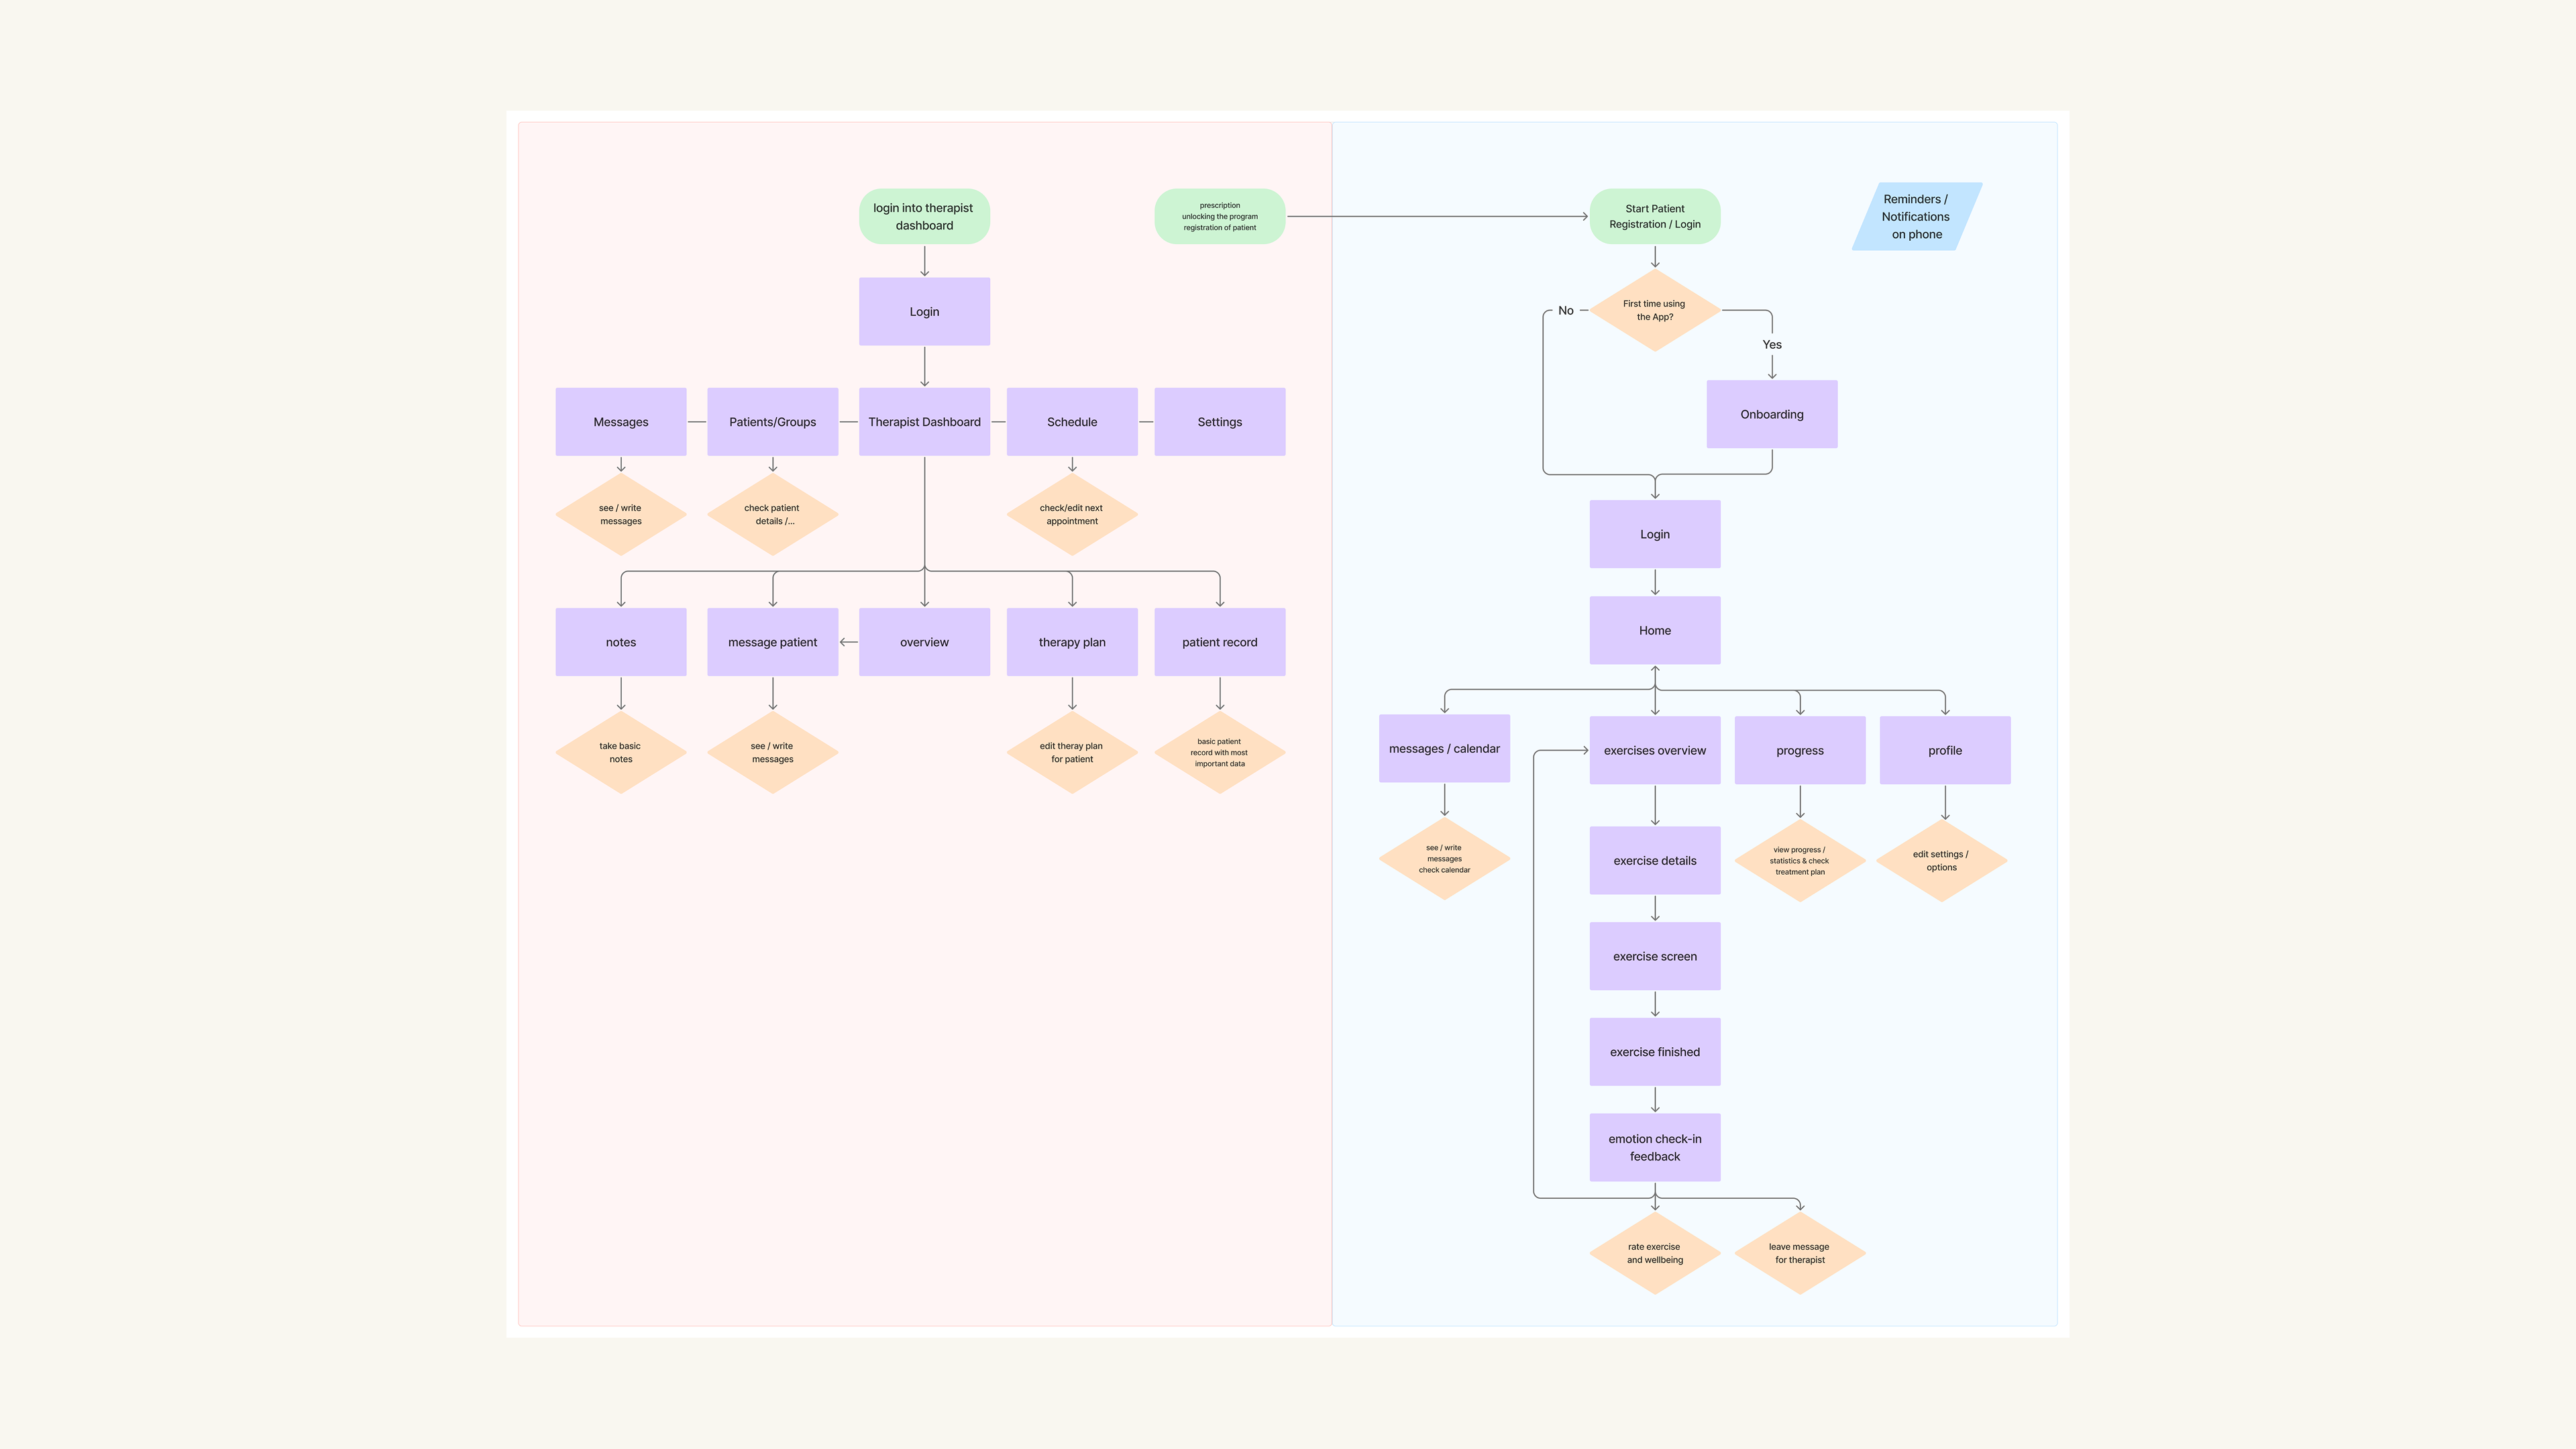 login into therapist
dashboard
prescription
unlocking the program
registration of patient
Login
Messages
Patients/Groups
Therapist Dashboard
Schedule
Settings
see / write
messages
check patient
details /...
check/edit next
appointment
notes
message patient
overview
therapy plan
patient record
take basic
notes
see / write
messages
edit theray plan
for patient
basic patient
record with most
important data
Start Patient
Registration / Login
Reminders /
Notifications
on phone
First time using
the App?
No
Yes
Onboarding
Login
Home
messages / calendar
exercises overview
progress
profile
see / write
messages
check calendar
exercise details
view progress /
statistics & check
treatment plan
edit settings /
options
exercise screen
exercise finished
emotion check-in
feedback
rate exercise
and wellbeing
leave message
for therapist